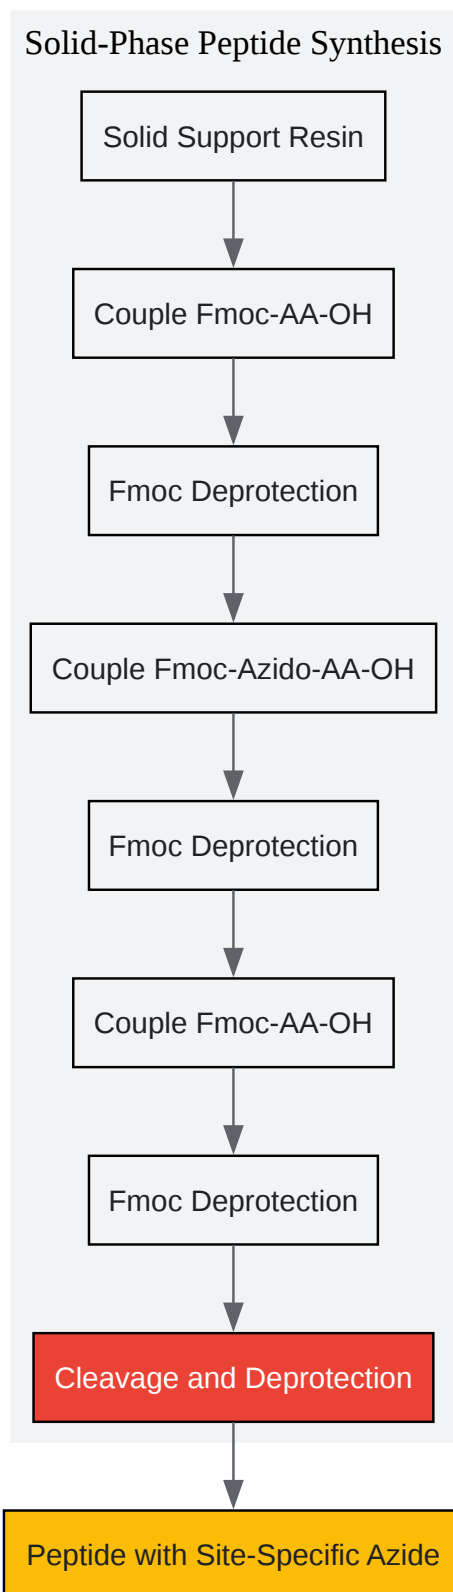 Solid-Phase Peptide Synthesis
Solid Support Resin
Couple Fmoc-AA-OH
Fmoc Deprotection
Couple Fmoc-Azido-AA-OH
Fmoc Deprotection
Couple Fmoc-AA-OH
Fmoc Deprotection
Cleavage and Deprotection
Peptide with Site-Specific Azide